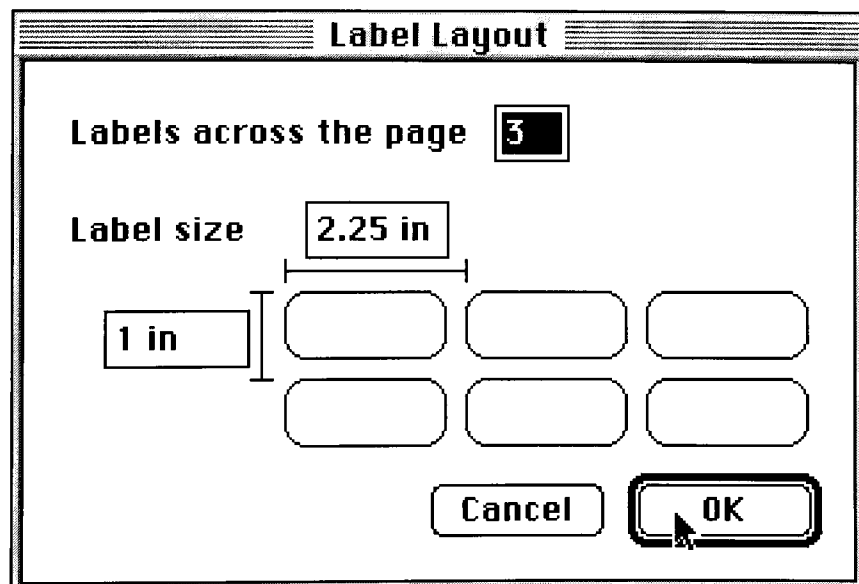 Label Layout
Labels across the page 3
Label size 2.25 in
1 in
Cancel OK